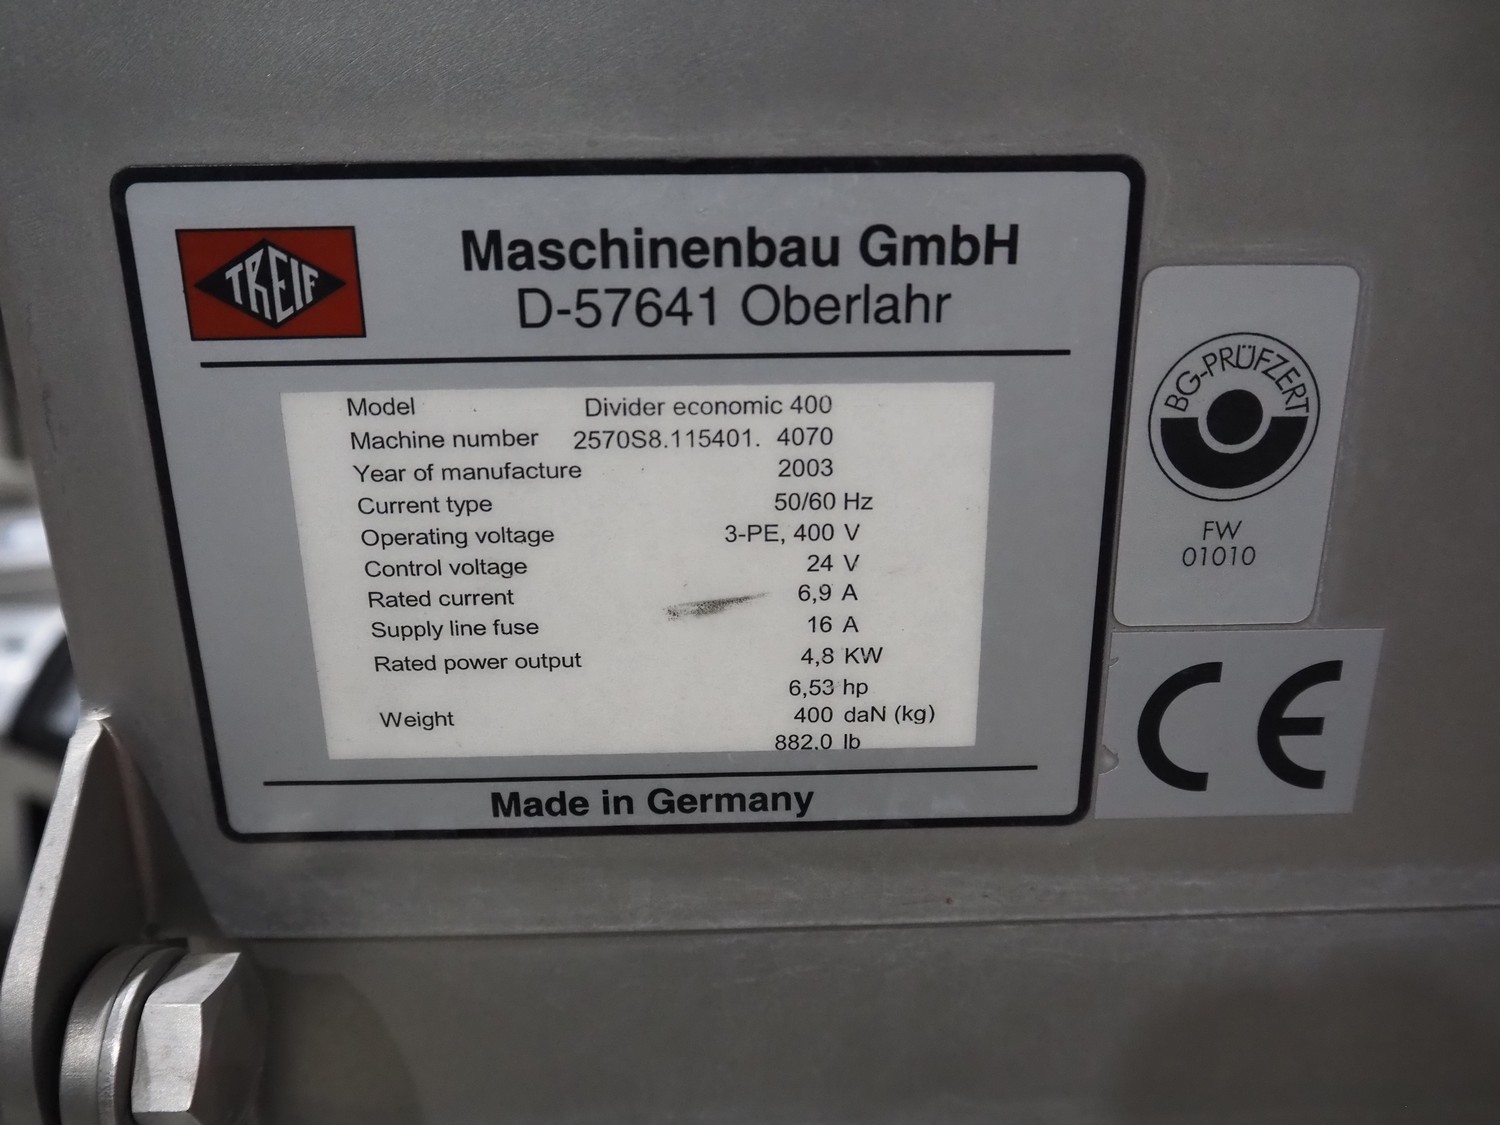 TREIF
Maschinenbau GmbH
D-57641 Oberlahr
Model Divider economic 400
Machine number 2570S8.115401. 4070
Year of manufacture 2003
Current type 50/60 Hz
Operating voltage 3-PE, 400 V
Control voltage 24 V
Rated current 6,9 A
Supply line fuse 16 A
Rated power output 4,8 KW
6,53 hp
Weight 400 daN (kg)
882.0 lb
Made in Germany
BG-PRÜFZERT
FW
01010
CE